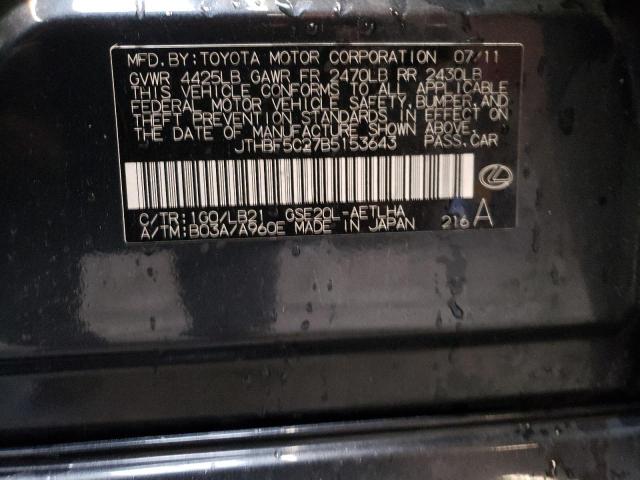 MFD.BY:TOYOTA MOTOR CORPORATION 07/11
GVWR 4425LB GAWR FR 2470LB RR 2430LB
THIS VEHICLE CONFORMS TO ALL APPLICABLE
FEDERAL MOTOR VEHICLE SAFETY, BUMPER, AND
THEFT PREVENTION STANDARDS IN EFFECT ON
THE DATE OF MANUFACTURE SHOWN ABOVE.
JTHBF5C27B5153643 PASS.CAR
C/TR:1G0/LB21 GSE20L-AETLHA
A/TM:B03A/A960E MADE IN JAPAN 216 A